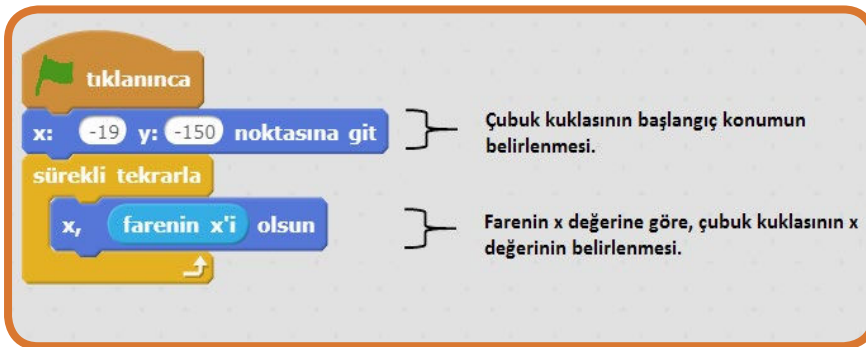 tıklanınca
x: -19 y: -150 noktasına git
Çubuk kuklasının başlangıç konumun
belirlenmesi.
sürekli tekrarla
x, farenin x'i olsun
Farenin x değerine göre, çubuk kuklasının x
değerinin belirlenmesi.